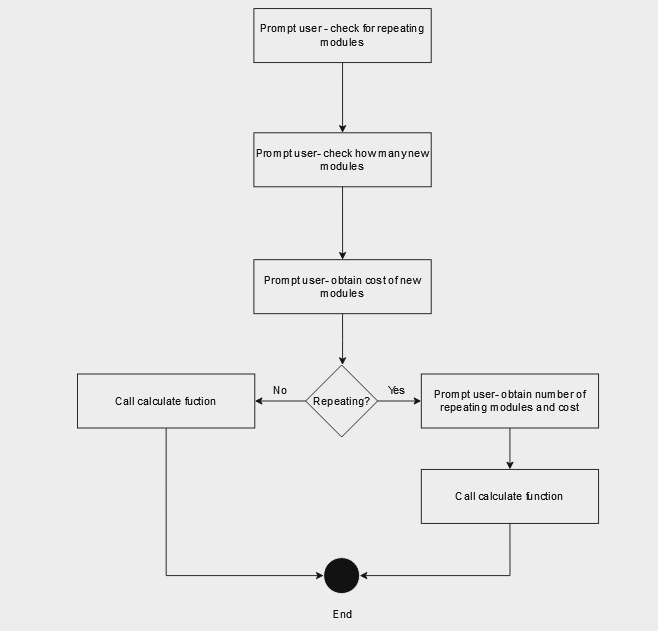 Prompt user - check for repeating
modules
Prompt user- check how many new
modules
Prompt user- obtain cost of new
modules
No
Yes
Call calculate fuction
Repeating?
Prompt user- obtain number of
repeating modules and cost
Call calculate function
End